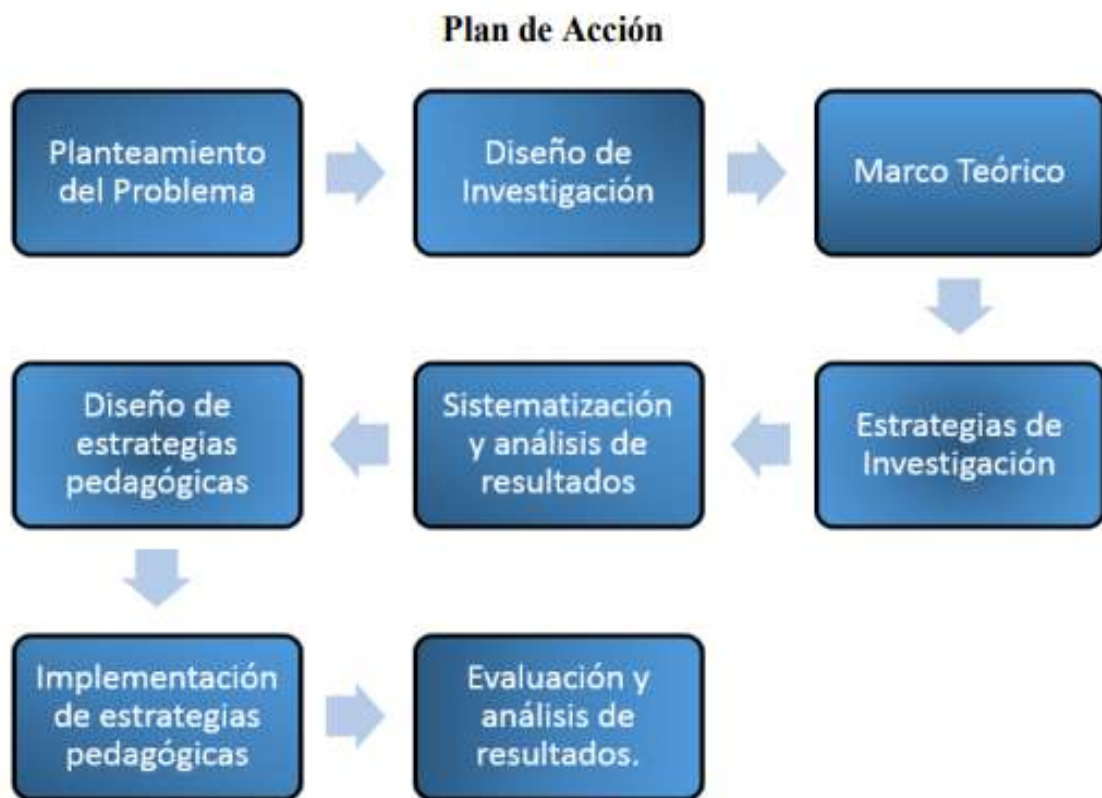 Plan de Acción
Planteamiento
del Problema
Diseño de
Investigación
Marco Teórico
Estrategias de
Investigación
Sistematización
y análisis de
resultados
Diseño de
estrategias
pedagógicas
Implementación
de estrategias
pedagógicas
Evaluación y
análisis de
resultados.